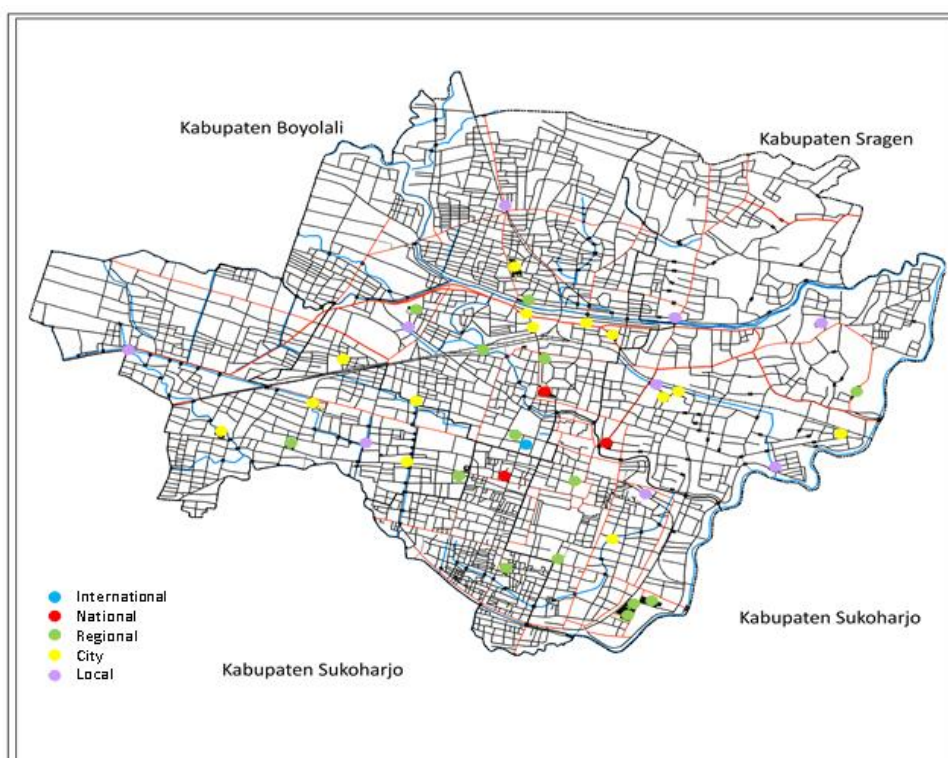 Kabupaten Boyolali
Kabupaten Sragen
International
National
Regional
City
Local
Kabupaten Sukoharjo
Kabupaten Sukoharjo